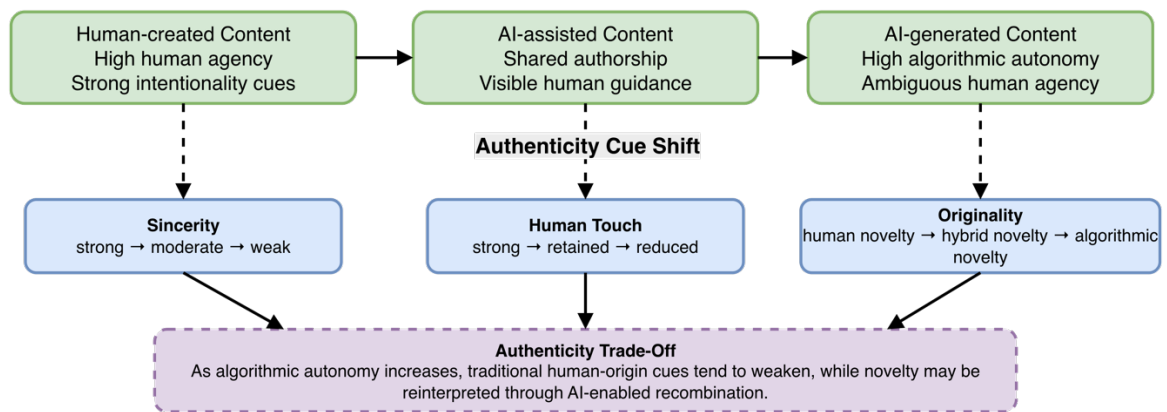 Human-created Content
High human agency
Strong intentionality cues
AI-assisted Content
Shared authorship
Visible human guidance
AI-generated Content
High algorithmic autonomy
Ambiguous human agency
Authenticity Cue Shift
Sincerity
strong → moderate → weak
Human Touch
strong → retained → reduced
Originality
human novelty → hybrid novelty → algorithmic
novelty
Authenticity Trade-Off
As algorithmic autonomy increases, traditional human-origin cues tend to weaken, while novelty may be
reinterpreted through AI-enabled recombination.